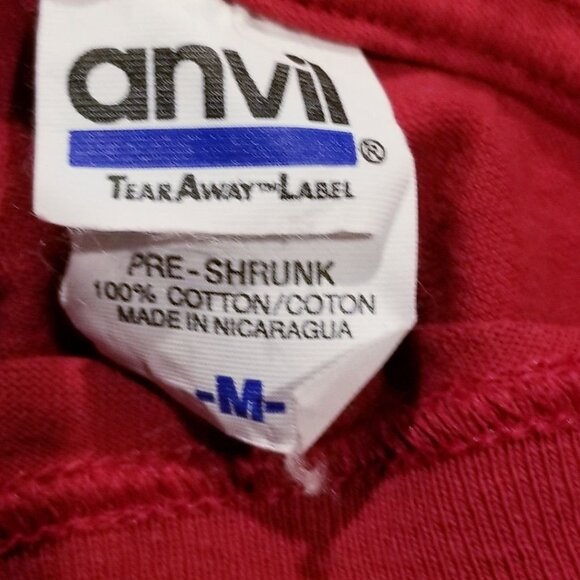 anvil
®
TEARAWAY™LABEL
PRE-SHRUNK
100% COTTON/COTON
MADE IN NICARAGUA
-M-